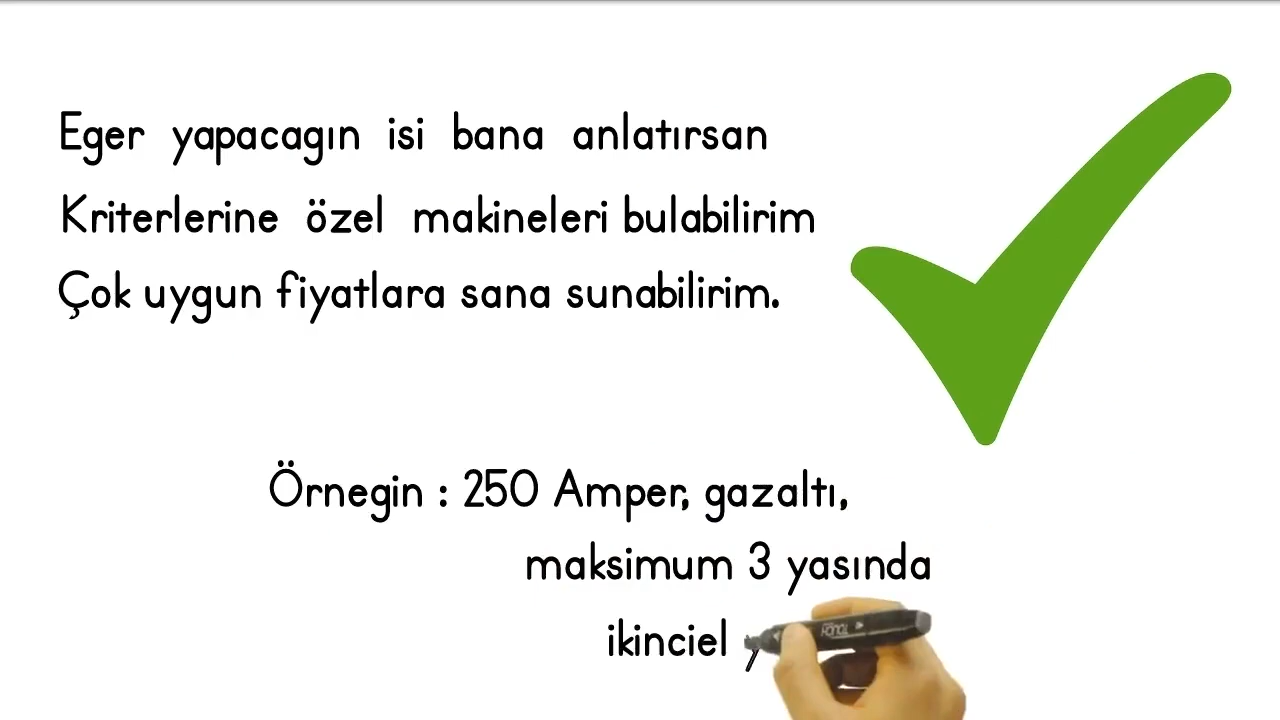 Eger yapacagın isi bana anlatırsan
Kriterlerine özel makineleri bulabilirim
Çok uygun fiyatlara sana sunabilirim.
Örnegin : 250 Amper, gazaltı,
maksimum 3 yasında
ikinciel